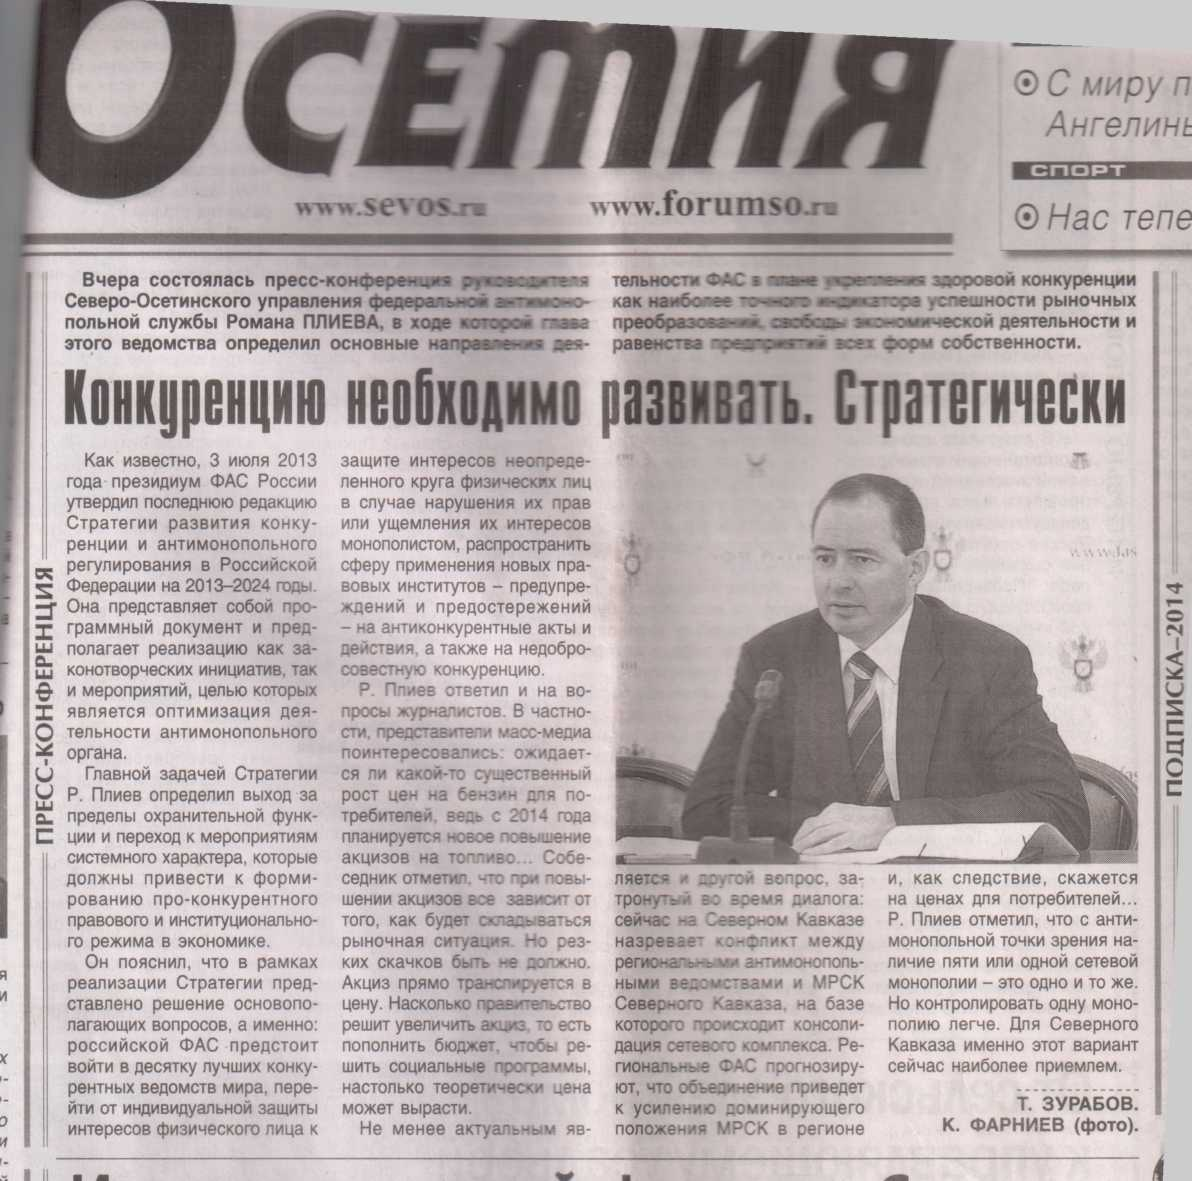 Осетия
www.sevos.ru
www.forumso.ru
С миру п
Ангелины
СПОРТ
Нас тепе
Вчера состоялась пресс-конференция руководителя
Северо-Осетинского управления федеральной антимоно-
польной службы Романа ПЛИЕВА, в ходе которой глава
этого ведомства определил основные направления дея-
тельности ФАС в плане укрепления здоровой конкуренции
как наиболее точного индикатора успешности рыночных
преобразований, свободы экономической деятельности и
равенства предприятий всех форм собственности.
Конкуренцию необходимо развивать. Стратегически
ПРЕСС-КОНФЕРЕНЦИЯ
Как известно, 3 июля 2013
года президиум ФАС России
утвердил последнюю редакцию
Стратегии развития конку-
ренции и антимонопольного
регулирования в Российской
Федерации на 2013–2024 годы.
Она представляет собой про-
граммный документ и пред-
полагает реализацию как за-
конотворческих инициатив, так
и мероприятий, целью которых
является оптимизация дея-
тельности антимонопольного
органа.
Главной задачей Стратегии
Р. Плиев определил выход за
пределы охранительной функ-
ции и переход к мероприятиям
системного характера, которые
должны привести к форми-
рованию про-конкурентного
правового и институционально-
го режима в экономике.
Он пояснил, что в рамках
реализации Стратегии пред-
ставлено решение основопо-
лагающих вопросов, а именно:
российской ФАС предстоит
войти в десятку лучших конку-
рентных ведомств мира, пере-
йти от индивидуальной защиты
интересов физического лица к
защите интересов неопреде-
ленного круга физических лиц
в случае нарушения их прав
или ущемления их интересов
монополистом, распространить
сферу применения новых пра-
вовых институтов – предупре-
ждений и предостережений
– на антиконкурентные акты и
действия, а также на недобро-
совестную конкуренцию.
Р. Плиев ответил и на во-
просы журналистов. В частно-
сти, представители масс-медиа
поинтересовались: ожидает-
ся ли какой-то существенный
рост цен на бензин для по-
требителей, ведь с 2014 года
планируется новое повышение
акцизов на топливо... Собе-
седник отметил, что при повы-
шении акцизов все зависит от
того, как будет складываться
рыночная ситуация. Но рез-
ких скачков быть не должно.
Акциз прямо транслируется в
цену. Насколько правительство
решит увеличить акциз, то есть
пополнить бюджет, чтобы ре-
шить социальные программы,
настолько теоретически цена
может вырасти.
Не менее актуальным яв-
ляется и другой вопрос, за-
тронутый во время диалога:
сейчас на Северном Кавказе
назревает конфликт между
региональными антимонополь-
ными ведомствами и МРСК
Северного Кавказа, на базе
которого происходит консоли-
дация сетевого комплекса. Ре-
гиональные ФАС прогнозиру-
ют, что объединение приведет
к усилению доминирующего
положения МРСК в регионе
и, как следствие, скажется
на ценах для потребителей...
Р. Плиев отметил, что с анти-
монопольной точки зрения на-
личие пяти или одной сетевой
монополии – это одно и то же.
Но контролировать одну моно-
полию легче. Для Северного
Кавказа именно этот вариант
сейчас наиболее приемлем.
Т. ЗУРАБОВ.
К. ФАРНИЕВ (фото).
ПОДПИСКА–2014